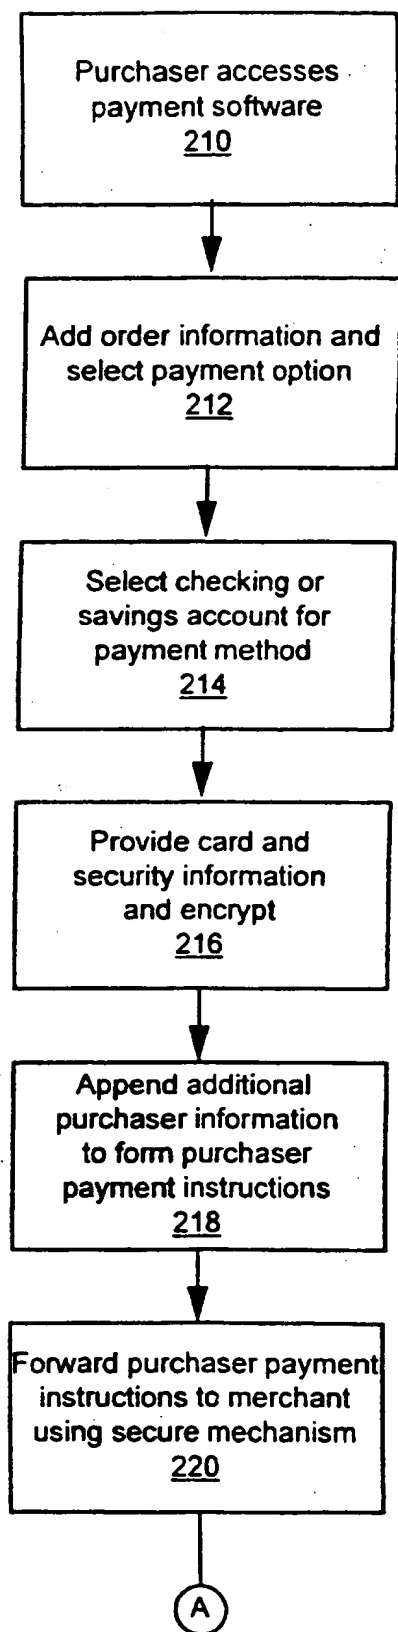 Purchaser accesses
payment software
210
Add order information and
select payment option
212
Select checking or
savings account for
payment method
214
Provide card and
security information
and encrypt
216
Append additional
purchaser information
to form purchaser
payment instructions
218
Forward purchaser payment
instructions to merchant
using secure mechanism
220
A